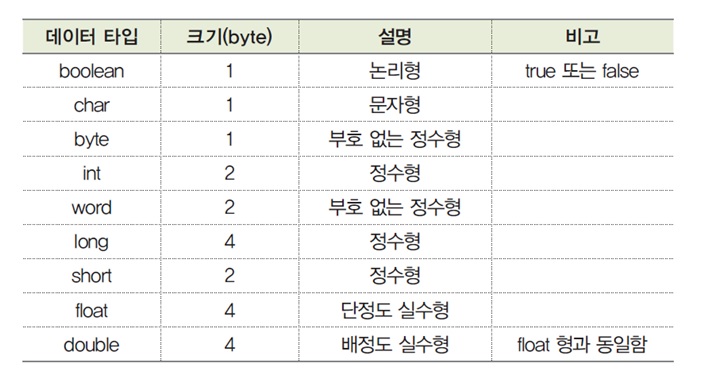 데이터 타입 크기(byte) 설명 비고
boolean 1 논리형 true 또는 false
char 1 문자형
byte 1 부호 없는 정수형
int 2 정수형
word 2 부호 없는 정수형
long 4 정수형
short 2 정수형
float 4 단정도 실수형
double 4 배정도 실수형 float 형과 동일함